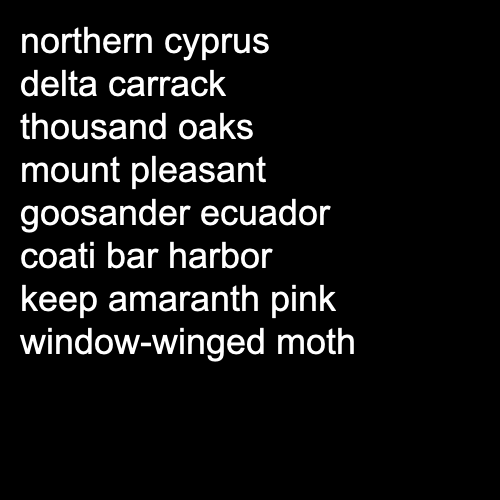 northern cyprus
delta carrack
thousand oaks
mount pleasant
goosander ecuador
coati bar harbor
keep amaranth pink
window-winged moth